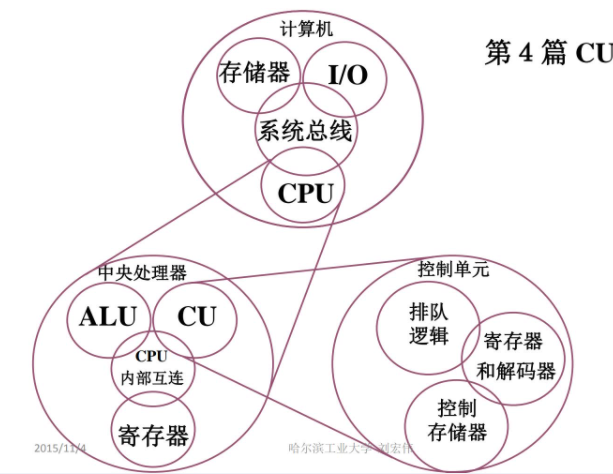 计算机
第 4 篇 CU
存储器
I/O
系统总线
CPU
中央处理器
控制单元
ALU
CU
CPU
内部互连
寄存器
排队
逻辑
寄存器
和解码器
控制
存储器
2015/11/4
哈尔滨工业大学 刘宏伟